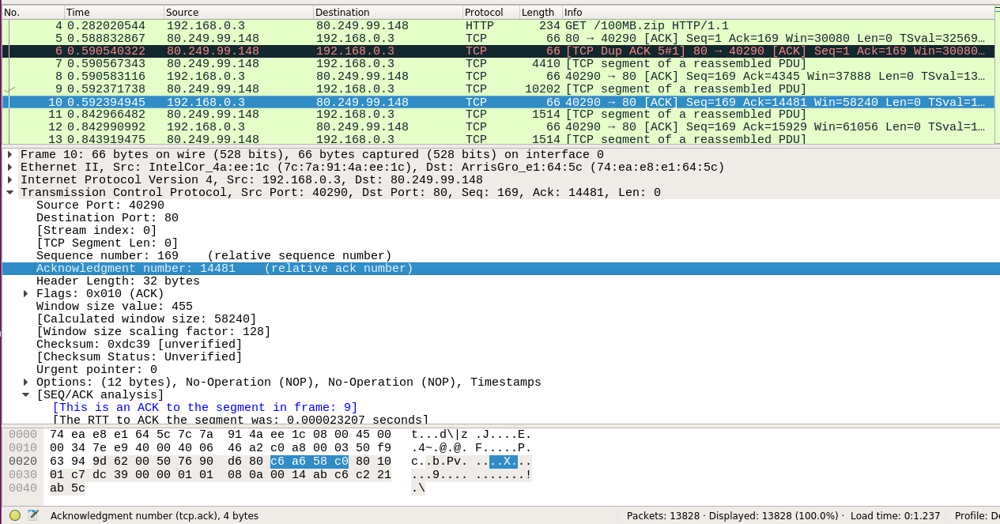 No. Time Source Destination Protocol Length Info
4 0.282020544 192.168.0.3 80.249.99.148 HTTP 234 GET /100MB.zip HTTP/1.1
5 0.588832867 80.249.99.148 192.168.0.3 TCP 66 80 → 40290 [ACK] Seq=1 Ack=169 Win=30080 Len=0 TSval=32569…
6 0.590540322 80.249.99.148 192.168.0.3 TCP 66 [TCP Dup ACK 5#1] 80 → 40290 [ACK] Seq=1 Ack=169 Win=30080…
7 0.590567343 80.249.99.148 192.168.0.3 TCP 4410 [TCP segment of a reassembled PDU]
8 0.590583116 192.168.0.3 80.249.99.148 TCP 66 40290 → 80 [ACK] Seq=169 Ack=4345 Win=37888 Len=0 TSval=13…
9 0.592371738 80.249.99.148 192.168.0.3 TCP 10202 [TCP segment of a reassembled PDU]
10 0.592394945 192.168.0.3 80.249.99.148 TCP 66 40290 → 80 [ACK] Seq=169 Ack=14481 Win=58240 Len=0 TSval=1…
11 0.842966482 80.249.99.148 192.168.0.3 TCP 1514 [TCP segment of a reassembled PDU]
12 0.842990992 192.168.0.3 80.249.99.148 TCP 66 40290 → 80 [ACK] Seq=169 Ack=15929 Win=61056 Len=0 TSval=1…
13 0.843919475 80.249.99.148 192.168.0.3 TCP 1514 [TCP segment of a reassembled PDU]
Frame 10: 66 bytes on wire (528 bits), 66 bytes captured (528 bits) on interface 0
Ethernet II, Src: IntelCor_4a:ee:1c (7c:7a:91:4a:ee:1c), Dst: ArrisGro_e1:64:5c (74:ea:e8:e1:64:5c)
Internet Protocol Version 4, Src: 192.168.0.3, Dst: 80.249.99.148
Transmission Control Protocol, Src Port: 40290, Dst Port: 80, Seq: 169, Ack: 14481, Len: 0
Source Port: 40290
Destination Port: 80
[Stream index: 0]
[TCP Segment Len: 0]
Sequence number: 169 (relative sequence number)
Acknowledgment number: 14481 (relative ack number)
Header Length: 32 bytes
Flags: 0x010 (ACK)
Window size value: 455
[Calculated window size: 58240]
[Window size scaling factor: 128]
Checksum: 0xdc39 [unverified]
[Checksum Status: Unverified]
Urgent pointer: 0
Options: (12 bytes), No-Operation (NOP), No-Operation (NOP), Timestamps
[SEQ/ACK analysis]
[This is an ACK to the segment in frame: 9]
[The RTT to ACK the segment was: 0.000023207 seconds]
0000 74 ea e8 e1 64 5c 7c 7a 91 4a ee 1c 08 00 45 00 t...d\|z .J....E.
0010 00 34 7e e9 40 00 40 06 46 a2 c0 a8 00 03 50 f9 .4~.@.@. F.....P.
0020 63 94 9d 62 00 50 76 90 d6 80 c6 a6 58 c0 80 10 c..b.Pv. ....X...
0030 01 c7 dc 39 00 00 01 01 08 0a 00 14 ab c6 c2 21 ...9.... .......!
0040 ab 5c .\
Acknowledgment number (tcp.ack), 4 bytes Packets: 13828 · Displayed: 13828 (100.0%) · Load time: 0:1.237 Profile: De